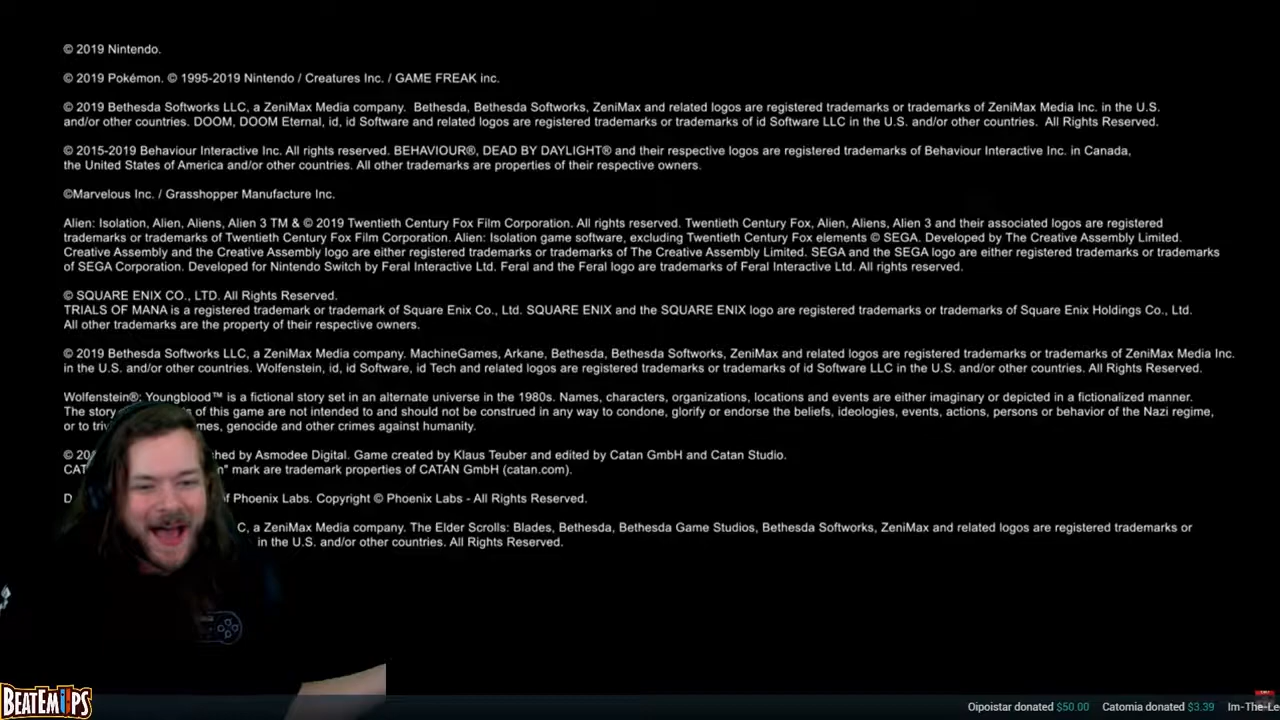 © 2019 Nintendo.
© 2019 Pokémon. © 1995-2019 Nintendo / Creatures Inc. / GAME FREAK inc.
© 2019 Bethesda Softworks LLC, a ZeniMax Media company. Bethesda, Bethesda Softworks, ZeniMax and related logos are registered trademarks or trademarks of ZeniMax Media Inc. in the U.S.
and/or other countries. DOOM, DOOM Eternal, id, id Software and related logos are registered trademarks or trademarks of id Software LLC in the U.S. and/or other countries. All Rights Reserved.
© 2015-2019 Behaviour Interactive Inc. All rights reserved. BEHAVIOUR®, DEAD BY DAYLIGHT® and their respective logos are registered trademarks of Behaviour Interactive Inc. in Canada,
the United States of America and/or other countries. All other trademarks are properties of their respective owners.
©Marvelous Inc. / Grasshopper Manufacture Inc.
Alien: Isolation, Alien, Aliens, Alien 3 TM & © 2019 Twentieth Century Fox Film Corporation. All rights reserved. Twentieth Century Fox, Alien, Aliens, Alien 3 and their associated logos are registered
trademarks or trademarks of Twentieth Century Fox Film Corporation. Alien: Isolation game software, excluding Twentieth Century Fox elements © SEGA. Developed by The Creative Assembly Limited.
Creative Assembly and the Creative Assembly logo are either registered trademarks or trademarks of The Creative Assembly Limited. SEGA and the SEGA logo are either registered trademarks or trademarks
of SEGA Corporation. Developed for Nintendo Switch by Feral Interactive Ltd. Feral and the Feral logo are trademarks of Feral Interactive Ltd. All rights reserved.
© SQUARE ENIX CO., LTD. All Rights Reserved.
TRIALS OF MANA is a registered trademark or trademark of Square Enix Co., Ltd. SQUARE ENIX and the SQUARE ENIX logo are registered trademarks or trademarks of Square Enix Holdings Co., Ltd.
All other trademarks are the property of their respective owners.
© 2019 Bethesda Softworks LLC, a ZeniMax Media company. MachineGames, Arkane, Bethesda, Bethesda Softworks, ZeniMax and related logos are registered trademarks or trademarks of ZeniMax Media Inc.
in the U.S. and/or other countries. Wolfenstein, id, id Software, id Tech and related logos are registered trademarks or trademarks of id Software LLC in the U.S. and/or other countries. All Rights Reserved.
Wolfenstein®: Youngblood™ is a fictional story set in an alternate universe in the 1980s. Names, characters, organizations, locations and events are either imaginary or depicted in a fictionalized manner.
The story of this game are not intended to and should not be construed in any way to condone, glorify or endorse the beliefs, ideologies, events, actions, persons or behavior of the Nazi regime,
or to genocide and other crimes against humanity.
© by Asmodee Digital. Game created by Klaus Teuber and edited by Catan GmbH and Catan Studio.
mark are trademark properties of CATAN GmbH (catan.com).
of Phoenix Labs. Copyright © Phoenix Labs - All Rights Reserved.
a ZeniMax Media company. The Elder Scrolls: Blades, Bethesda, Bethesda Game Studios, Bethesda Softworks, ZeniMax and related logos are registered trademarks or
in the U.S. and/or other countries. All Rights Reserved.
BEATEMUPS
Oipoistar donated $50.00 Catomia donated $3.39 Im-The-Le